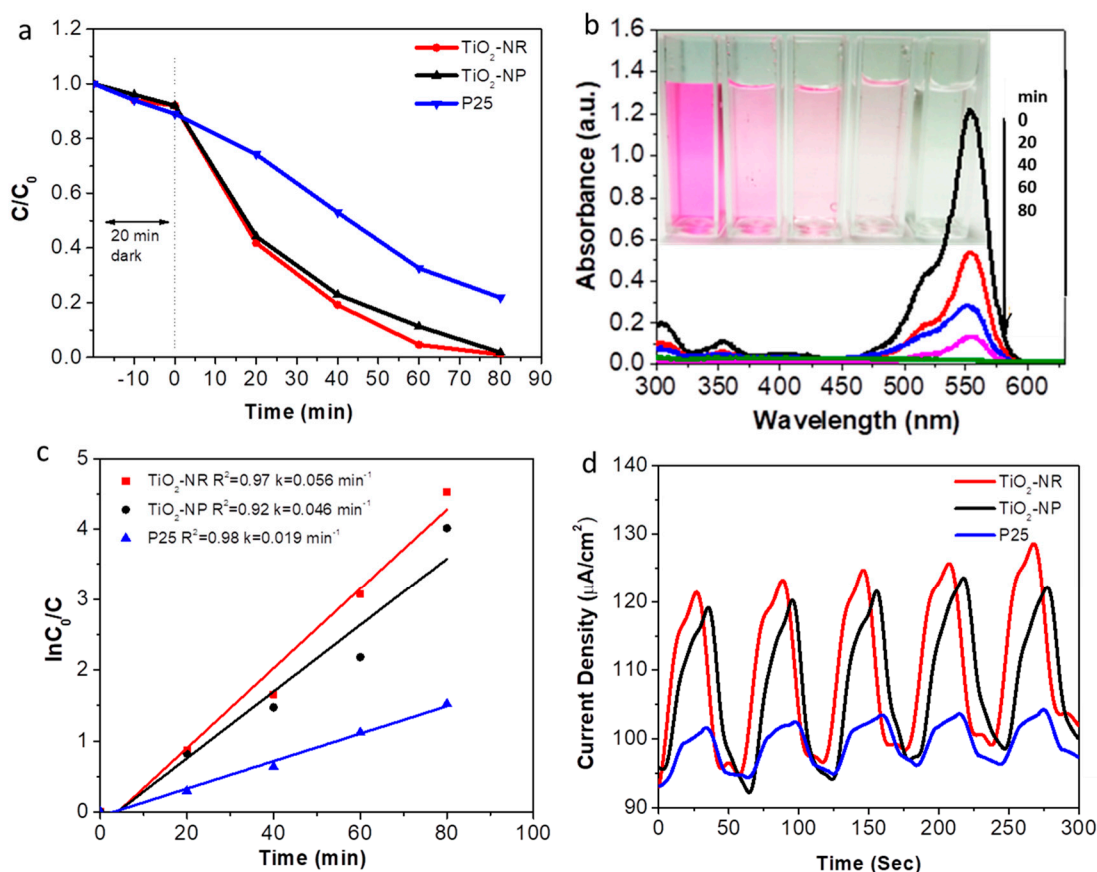 a
1.2
1.0
0.8
0.6
0.4
0.2
0.0
C/C₀
TiO₂-NR
TiO₂-NP
P25
20 min
dark
-10 0 10 20 30 40 50 60 70 80 90
Time (min)
b
1.6
1.4
1.2
1.0
0.8
0.6
0.4
0.2
0.0
Absorbance (a.u.)
min
0
20
40
60
80
300 350 400 450 500 550 600
Wavelength (nm)
c
5
4
3
2
1
0
lnC₀/C
TiO₂-NR R²=0.97 k=0.056 min⁻¹
TiO₂-NP R²=0.92 k=0.046 min⁻¹
P25 R²=0.98 k=0.019 min⁻¹
0 20 40 60 80 100
Time (min)
d
140
130
120
110
100
90
Current Density (μA/cm²)
TiO₂-NR
TiO₂-NP
P25
0 50 100 150 200 250 300
Time (Sec)